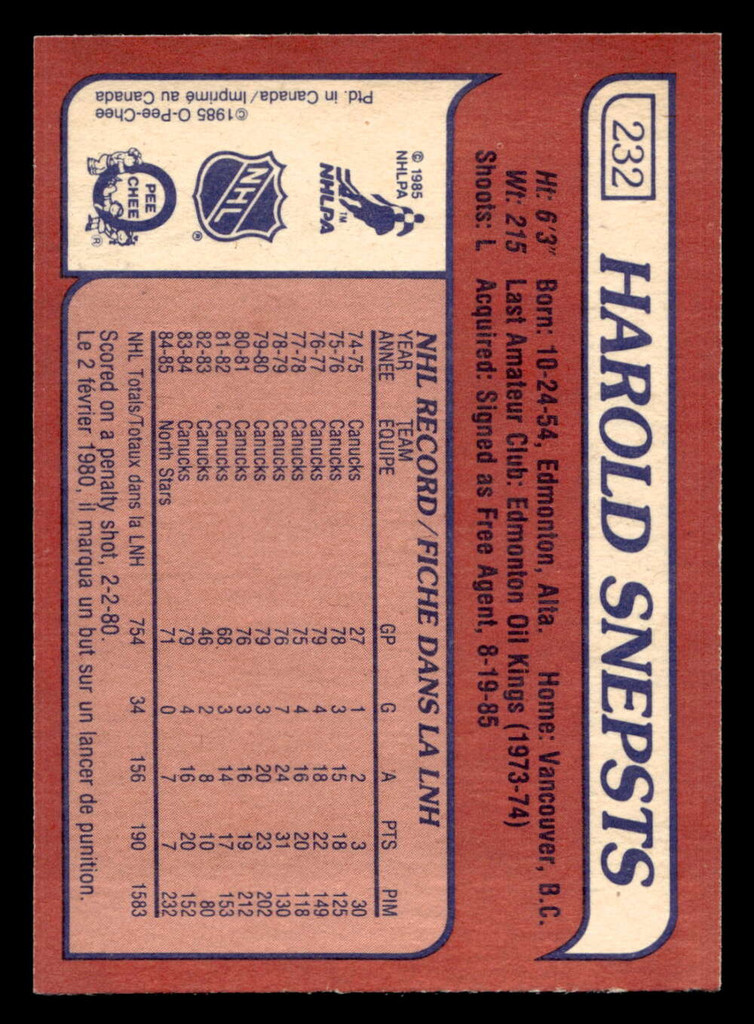 232
HAROLD SNEPSTS
Ht: 6'3" Born: 10-24-54, Edmonton, Alta. Home: Vancouver, B.C.
Wt: 215 Last Amateur Club: Edmonton Oil Kings (1973-74)
Shoots: L Acquired: Signed as Free Agent, 8-19-85
© 1985
NHLPA
TM
NHLPA
NHL
®
PEE
CHEE
®
©1985 O-Pee-Chee
Ptd. in Canada/Imprimé au Canada
NHL RECORD/FICHE DANS LA LNH
YEAR TEAM
ANNÉE EQUIPE GP G A PTS PIM
74-75 Canucks 27 1 2 3 30
75-76 Canucks 78 3 15 18 125
76-77 Canucks 79 4 18 22 149
77-78 Canucks 75 4 16 20 118
78-79 Canucks 76 7 24 31 130
79-80 Canucks 79 3 20 23 202
80-81 Canucks 76 3 16 19 212
81-82 Canucks 68 3 14 17 153
82-83 Canucks 46 2 8 10 80
83-84 Canucks 79 4 16 20 152
84-85 North Stars 71 0 7 7 232
NHL Totals/Totaux dans la LNH 754 34 156 190 1583
Scored on a penalty shot, 2-2-80.
Le 2 février 1980, il marqua un but sur un lancer de punition.